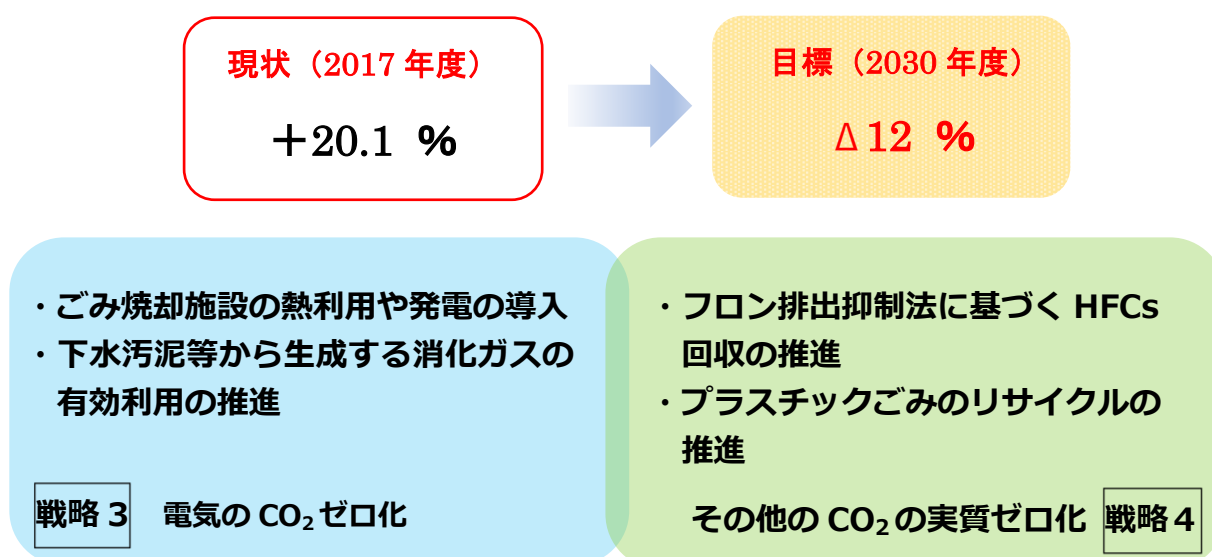 現状（2017 年度）
＋20.1 %
目標（2030 年度）
Δ 12 %
・ごみ焼却施設の熱利用や発電の導入
・下水汚泥等から生成する消化ガスの
有効利用の推進
戦略 3 電気の CO₂ ゼロ化
・フロン排出抑制法に基づく HFCs
回収の推進
・プラスチックごみのリサイクルの
推進
その他の CO₂ の実質ゼロ化 戦略４